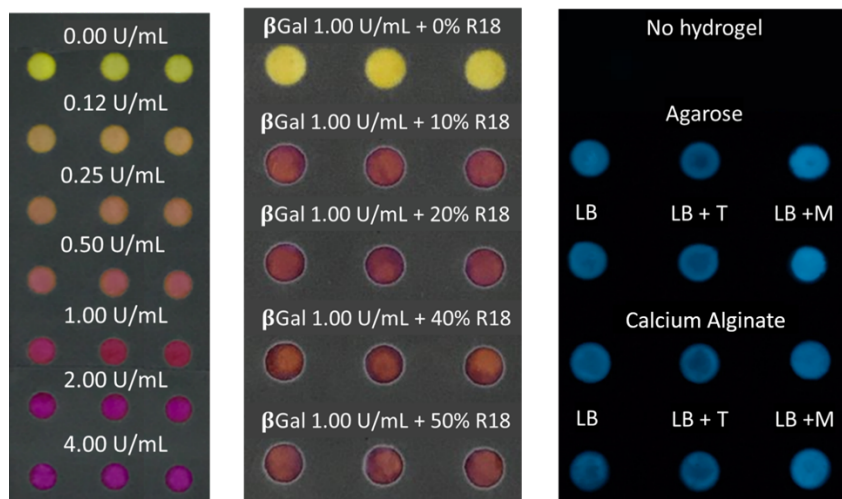 0.00 U/mL
0.12 U/mL
0.25 U/mL
0.50 U/mL
1.00 U/mL
2.00 U/mL
4.00 U/mL
βGal 1.00 U/mL + 0% R18
βGal 1.00 U/mL + 10% R18
βGal 1.00 U/mL + 20% R18
βGal 1.00 U/mL + 40% R18
βGal 1.00 U/mL + 50% R18
No hydrogel
Agarose
LB LB + T LB +M
Calcium Alginate
LB LB + T LB +M